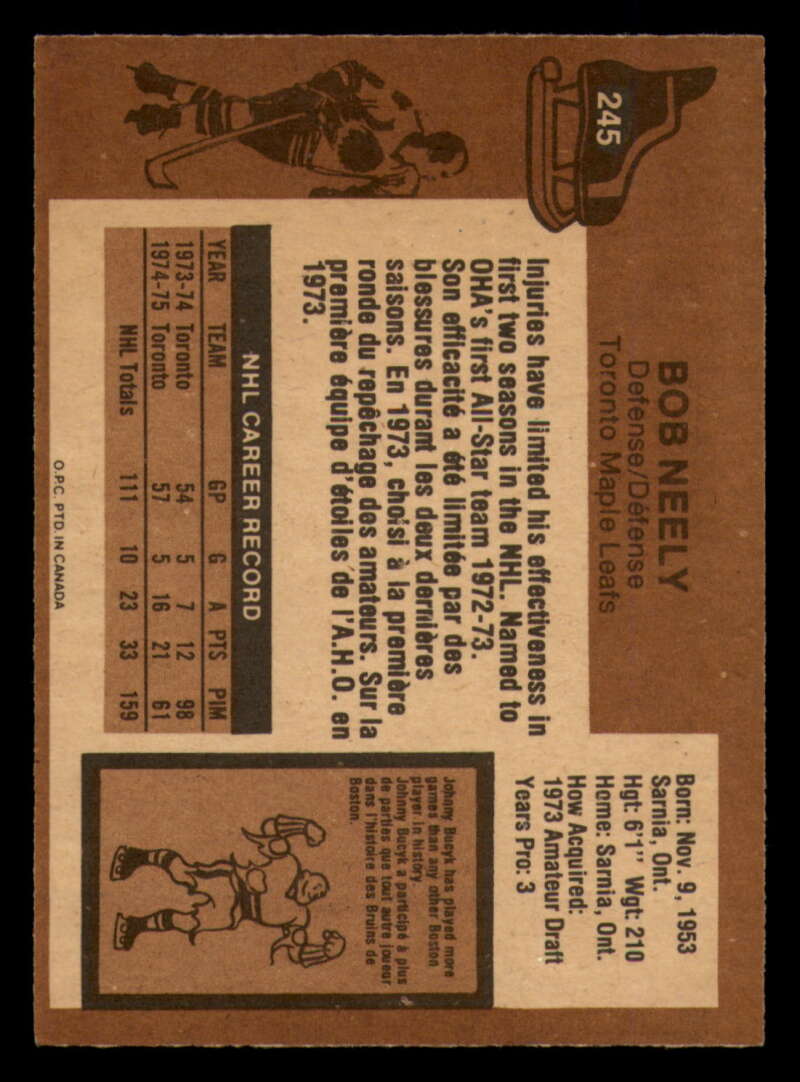 245
BOB NEELY
Defense/Défense
Toronto Maple Leafs
Born: Nov. 9, 1953
Sarnia, Ont.
Hgt: 6'1" Wgt: 210
Home: Sarnia, Ont.
How Acquired:
1973 Amateur Draft
Years Pro: 3
Injuries have limited his effectiveness in
first two seasons in the NHL. Named to
OHA's first All-Star team 1972-73.
Son efficacité a été limitée par des
blessures durant les deux dernières
saisons. En 1973, choisi à la première
ronde du repêchage des amateurs. Sur la
première équipe d'étoiles de l'A.H.O. en
1973.
NHL CAREER RECORD
YEAR TEAM GP G A PTS PIM
1973-74 Toronto 54 5 7 12 98
1974-75 Toronto 57 5 16 21 61
NHL Totals 111 10 23 33 159
Johnny Bucyk has played more
games than any other Boston
player in history.
Johnny Bucyk a participé à plus
de parties que tout autre joueur
dans l'histoire des Bruins de
Boston.
O.P.C. PTD. IN CANADA